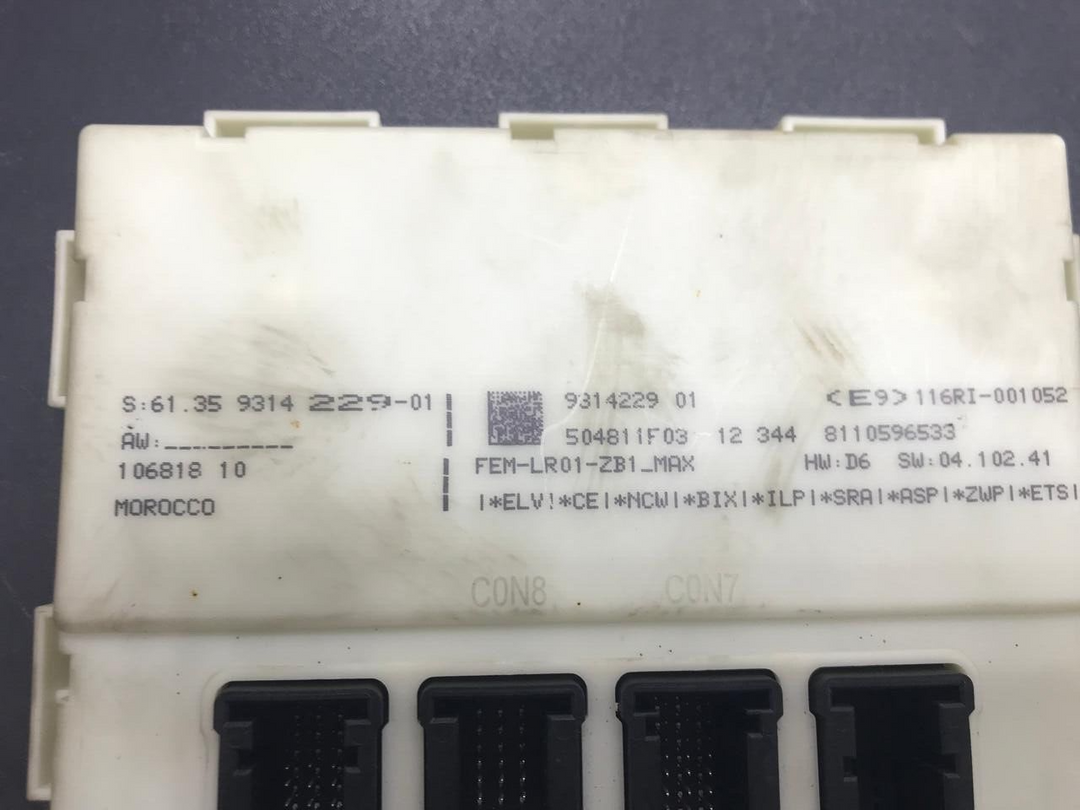 S:61.35 9314 229-01
AW:_________
106818 10
MOROCCO
9314229 01 <E9> 116RI-001052
504811F03 12 344 8110596533
FEM-LR01-ZB1_MAX HW:D6 SW:04.102.41
|*ELV|*CE|*NCW|*BIX|*ILP|*SRA|*ASP|*ZWP|*ETS|
CON8 CON7